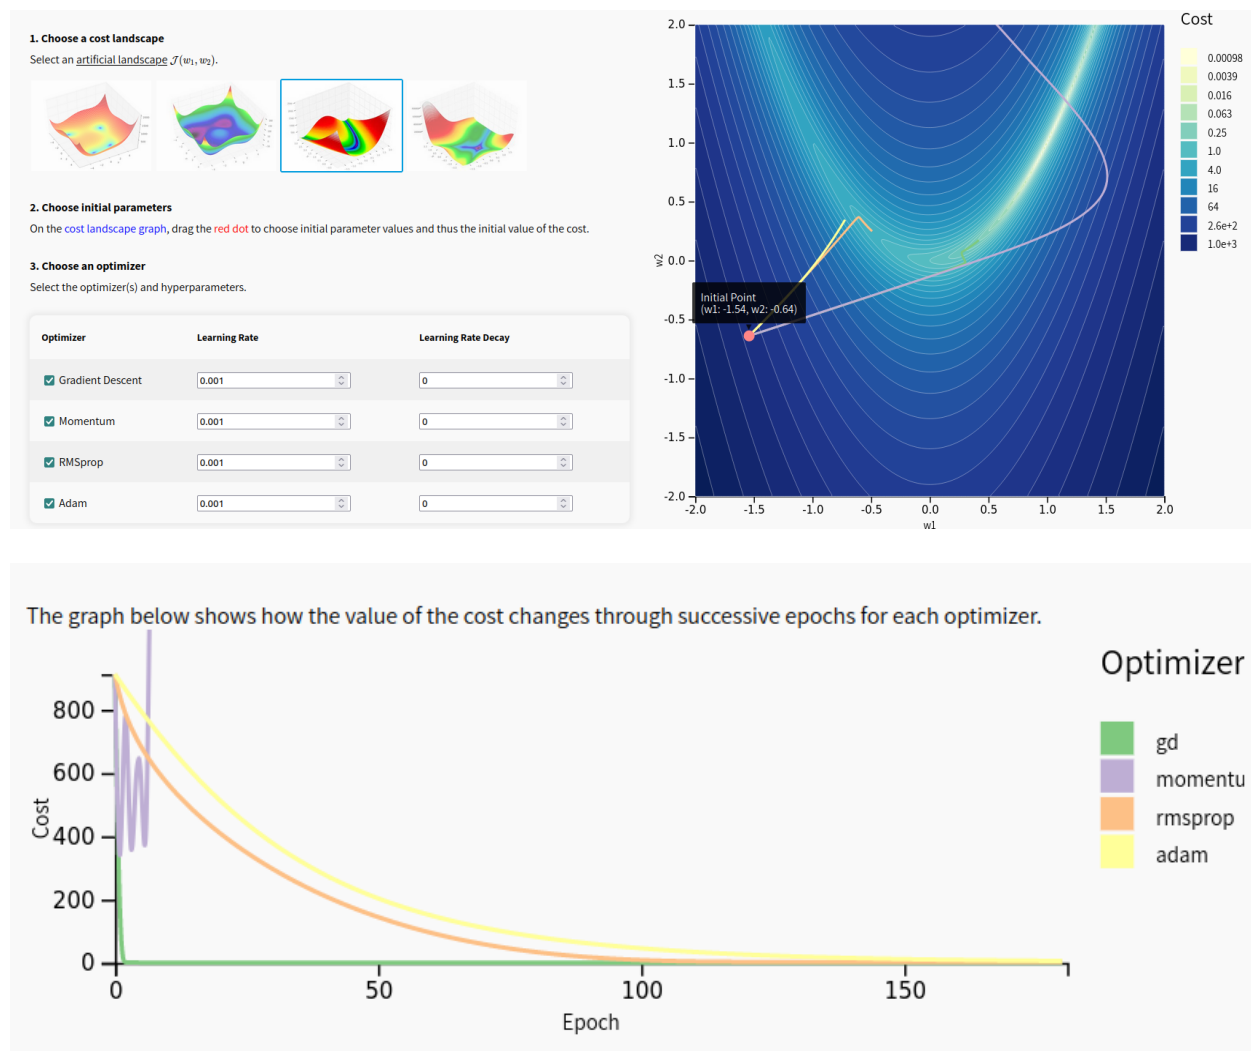 1. Choose a cost landscape
Select an artificial landscape 𝒥(w₁, w₂).
2. Choose initial parameters
On the cost landscape graph, drag the red dot to choose initial parameter values and thus the initial value of the cost.
3. Choose an optimizer
Select the optimizer(s) and hyperparameters.
Optimizer Learning Rate Learning Rate Decay
Gradient Descent 0.001 0
Momentum 0.001 0
RMSprop 0.001 0
Adam 0.001 0
2.0
1.5
1.0
0.5
0.0
-0.5
-1.0
-1.5
-2.0
w2
Initial Point
(w1: -1.54, w2: -0.64)
-2.0 -1.5 -1.0 -0.5 0.0 0.5 1.0 1.5 2.0
w1
Cost
0.00098
0.0039
0.016
0.063
0.25
1.0
4.0
16
64
2.6e+2
1.0e+3
The graph below shows how the value of the cost changes through successive epochs for each optimizer.
800
600
400
200
0
Cost
0 50 100 150
Epoch
Optimizer
gd
momentu
rmsprop
adam